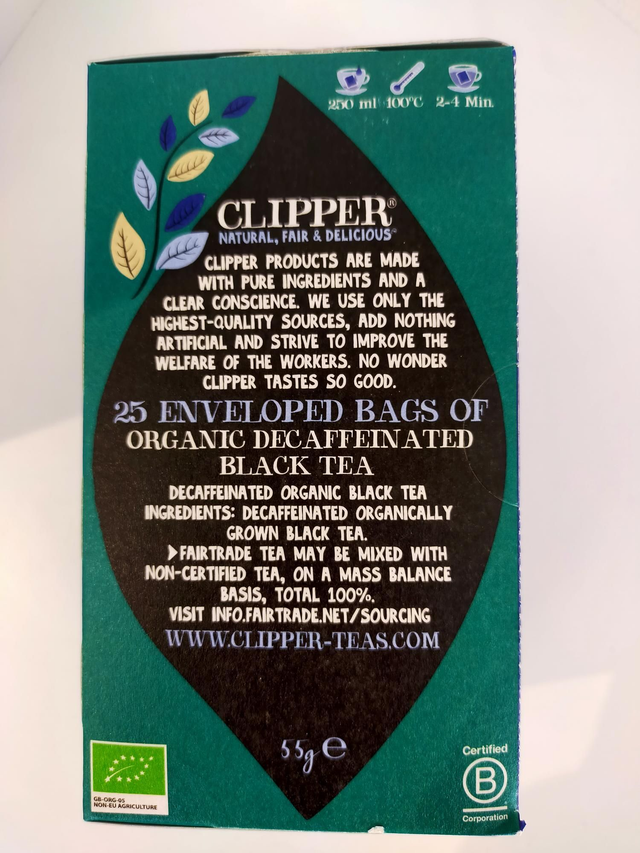 250 ml 100°C 2-4 Min
CLIPPER®
NATURAL, FAIR & DELICIOUS™
CLIPPER PRODUCTS ARE MADE
WITH PURE INGREDIENTS AND A
CLEAR CONSCIENCE. WE USE ONLY THE
HIGHEST-QUALITY SOURCES, ADD NOTHING
ARTIFICIAL AND STRIVE TO IMPROVE THE
WELFARE OF THE WORKERS. NO WONDER
CLIPPER TASTES SO GOOD.
25 ENVELOPED BAGS OF
ORGANIC DECAFFEINATED
BLACK TEA
DECAFFEINATED ORGANIC BLACK TEA
INGREDIENTS: DECAFFEINATED ORGANICALLY
GROWN BLACK TEA.
FAIRTRADE TEA MAY BE MIXED WITH
NON-CERTIFIED TEA, ON A MASS BALANCE
BASIS, TOTAL 100%.
VISIT INFO.FAIRTRADE.NET/SOURCING
WWW.CLIPPER-TEAS.COM
55g e
GB-ORG-05
NON-EU AGRICULTURE
Certified
B
Corporation